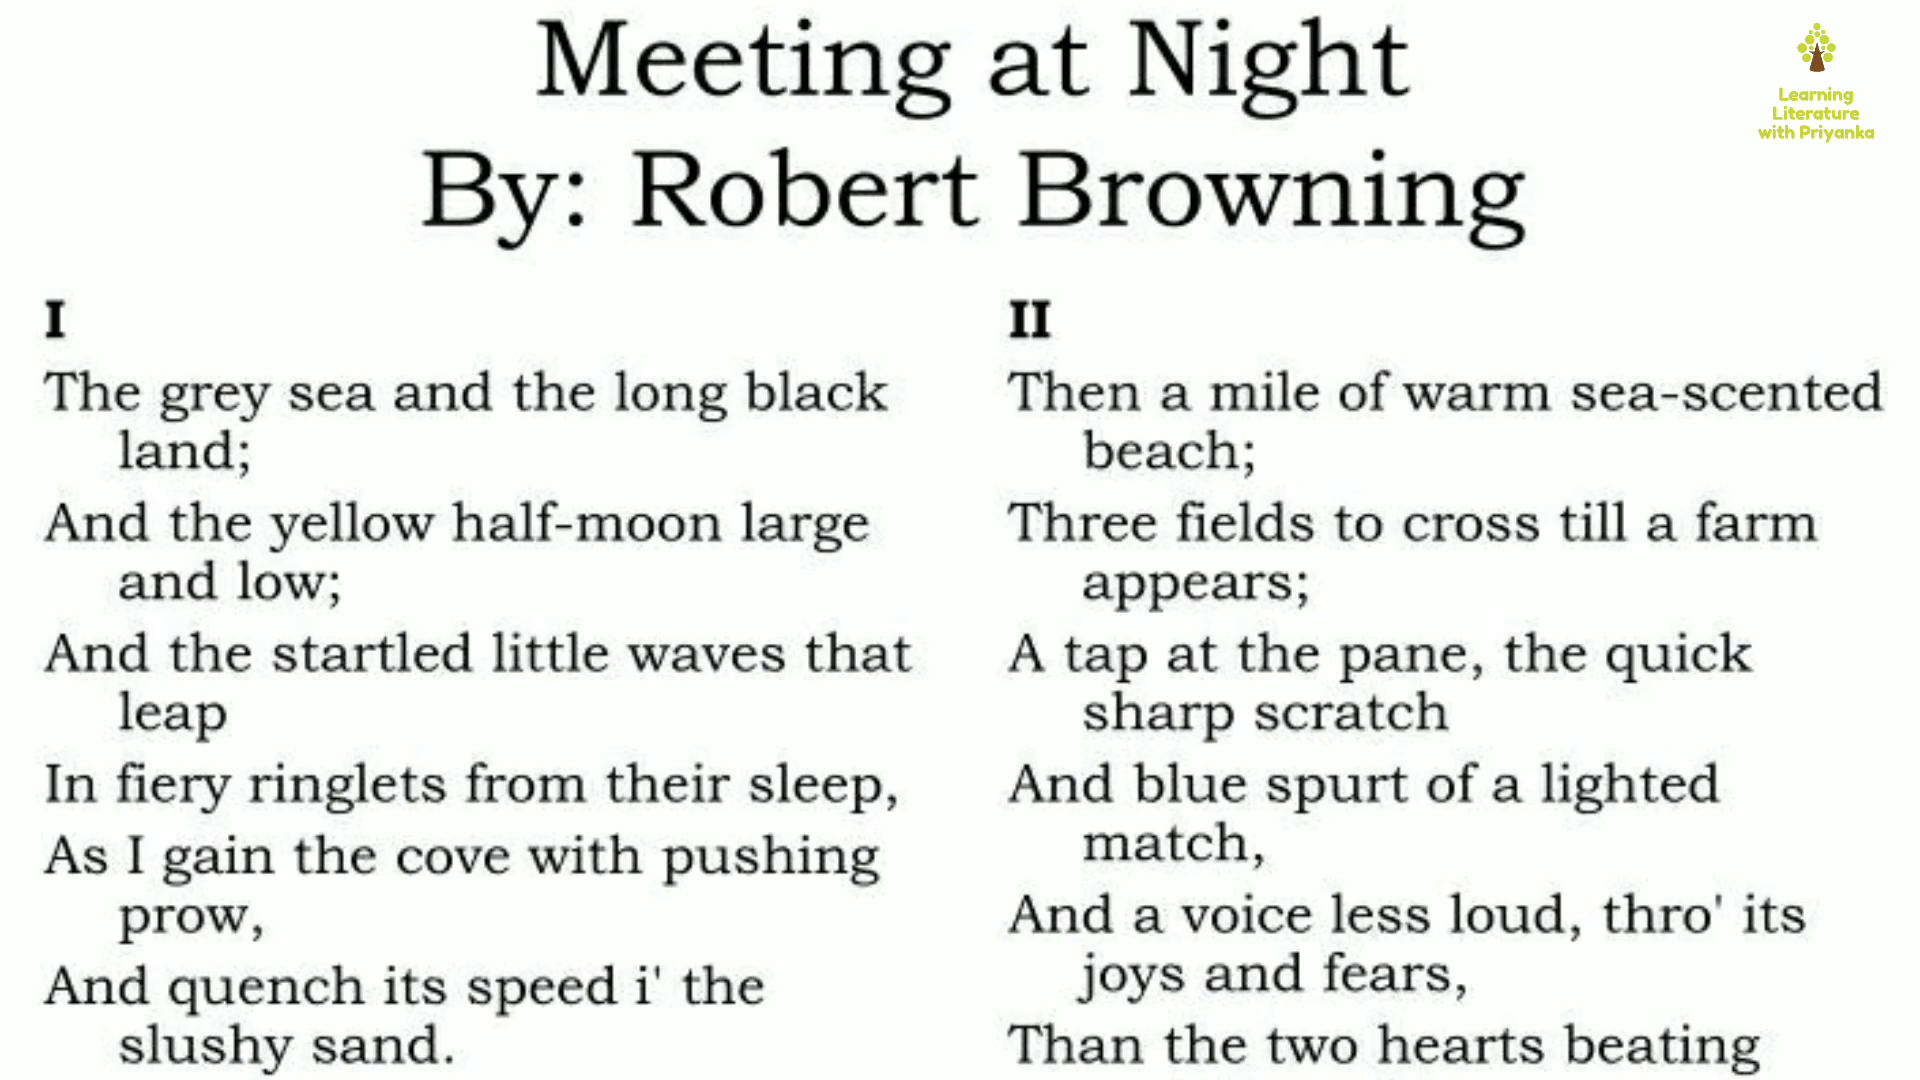 Meeting at Night
By: Robert Browning
Learning
Literature
with Priyanka
I
The grey sea and the long black
land;
And the yellow half-moon large
and low;
And the startled little waves that
leap
In fiery ringlets from their sleep,
As I gain the cove with pushing
prow,
And quench its speed i' the
slushy sand.
II
Then a mile of warm sea-scented
beach;
Three fields to cross till a farm
appears;
A tap at the pane, the quick
sharp scratch
And blue spurt of a lighted
match,
And a voice less loud, thro' its
joys and fears,
Than the two hearts beating